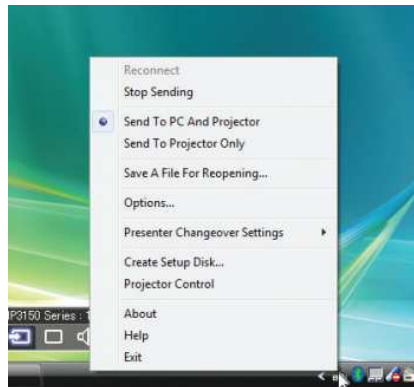 Reconnect
Stop Sending
Send To PC And Projector
Send To Projector Only
Save A File For Reopening...
Options...
Presenter Changeover Settings
Create Setup Disk...
Projector Control
P3150 Series :
About
Help
Exit